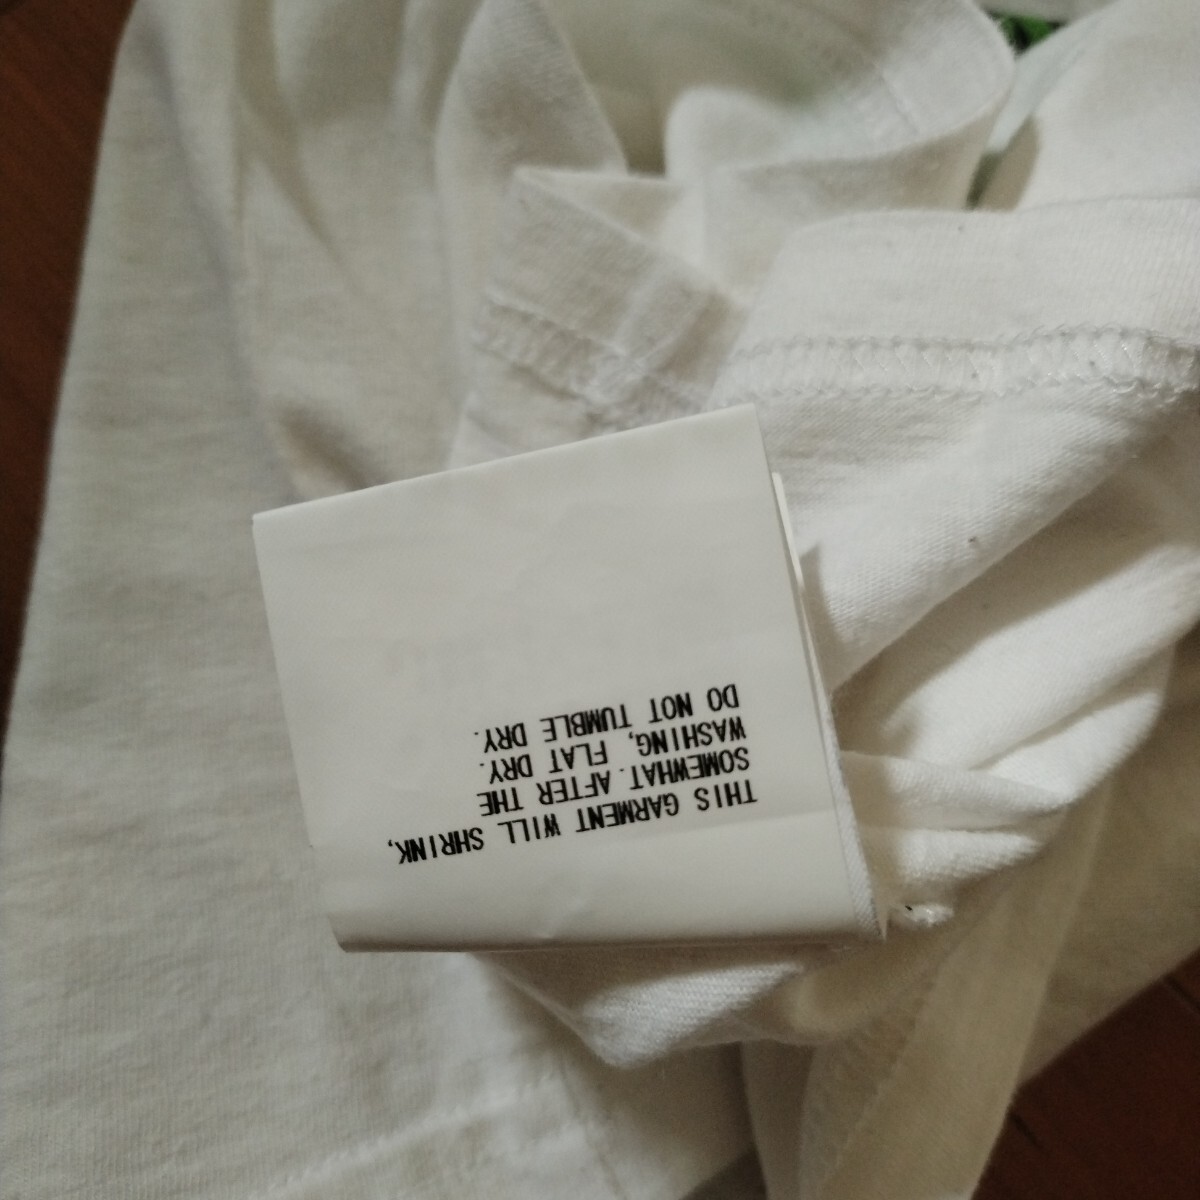 THIS GARMENT WILL SHRINK,
SOMEWHAT. AFTER THE
WASHING, FLAT DRY.
DO NOT TUMBLE DRY.